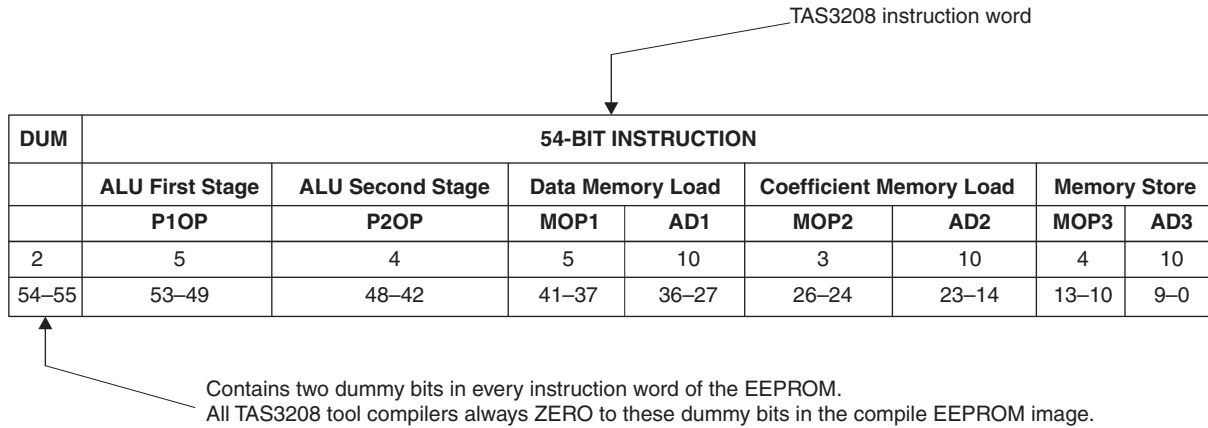 TAS3208 instruction word
DUM 54-BIT INSTRUCTION
ALU First Stage ALU Second Stage Data Memory Load Coefficient Memory Load Memory Store
P1OP P2OP MOP1 AD1 MOP2 AD2 MOP3 AD3
2 5 4 5 10 3 10 4 10
54–55 53–49 48–42 41–37 36–27 26–24 23–14 13–10 9–0
Contains two dummy bits in every instruction word of the EEPROM.
All TAS3208 tool compilers always ZERO to these dummy bits in the compile EEPROM image.